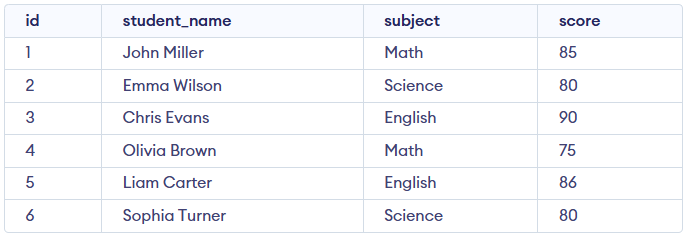 id student_name subject score
1 John Miller Math 85
2 Emma Wilson Science 80
3 Chris Evans English 90
4 Olivia Brown Math 75
5 Liam Carter English 86
6 Sophia Turner Science 80